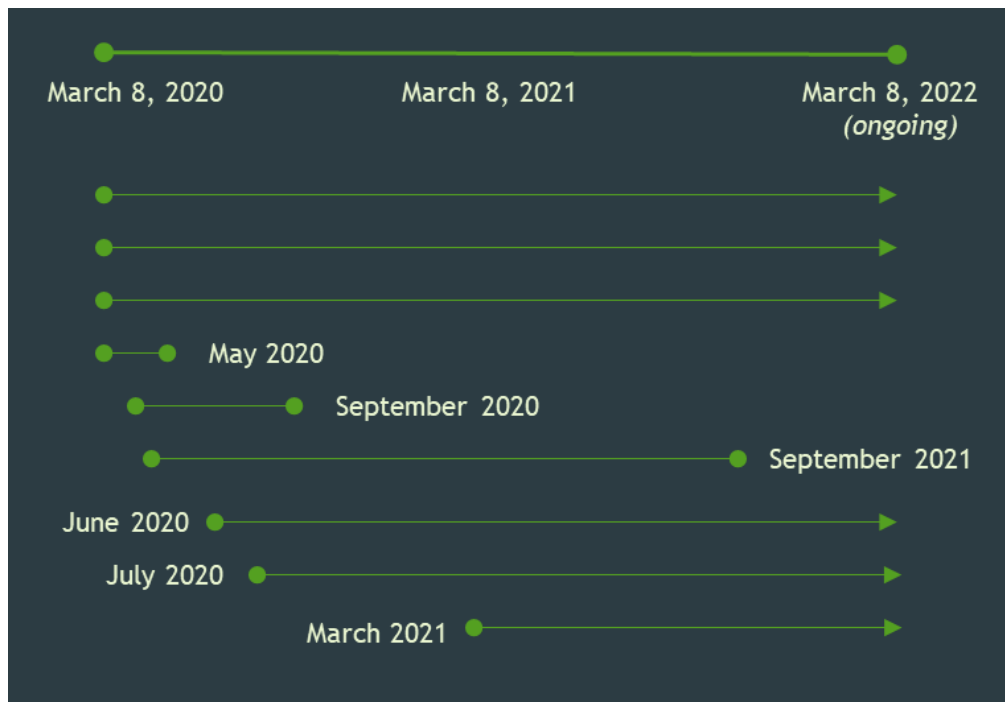 March 8, 2020 March 8, 2021 March 8, 2022
(ongoing)
May 2020
September 2020
September 2021
June 2020
July 2020
March 2021